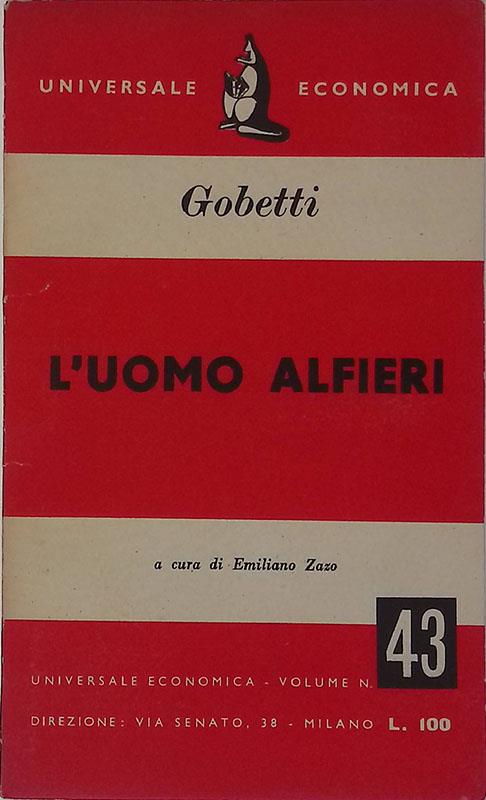 UNIVERSALE ECONOMICA
Gobetti
L'UOMO ALFIERI
a cura di Emiliano Zazo
43
UNIVERSALE ECONOMICA - VOLUME N.
DIREZIONE: VIA SENATO, 38 - MILANO L. 100